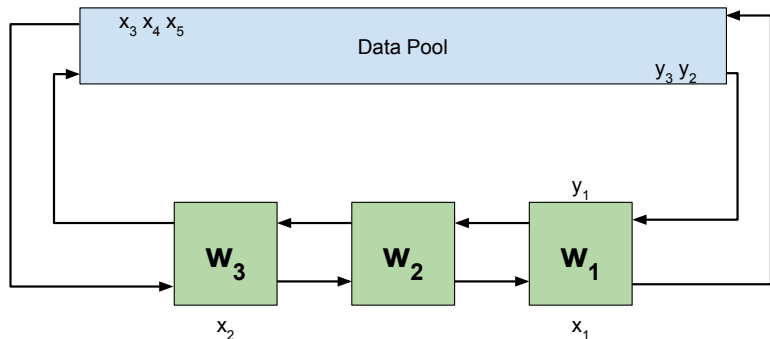 x₃ x₄ x₅
Data Pool
y₃ y₂
y₁
w₃ w₂ w₁
x₂ x₁